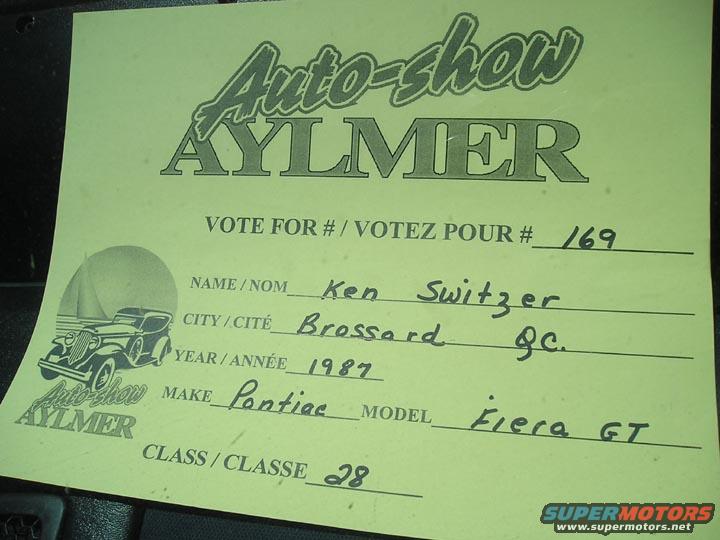 Auto-show
AYLMER
VOTE FOR # / VOTEZ POUR # 169
NAME / NOM Ken Switzer
CITY / CITÉ Brossard QC.
YEAR / ANNÉE 1987
MAKE Pontiac MODEL Fiera GT
Auto-show
AYLMER
CLASS / CLASSE 28
SUPERMOTORS
www.supermotors.net